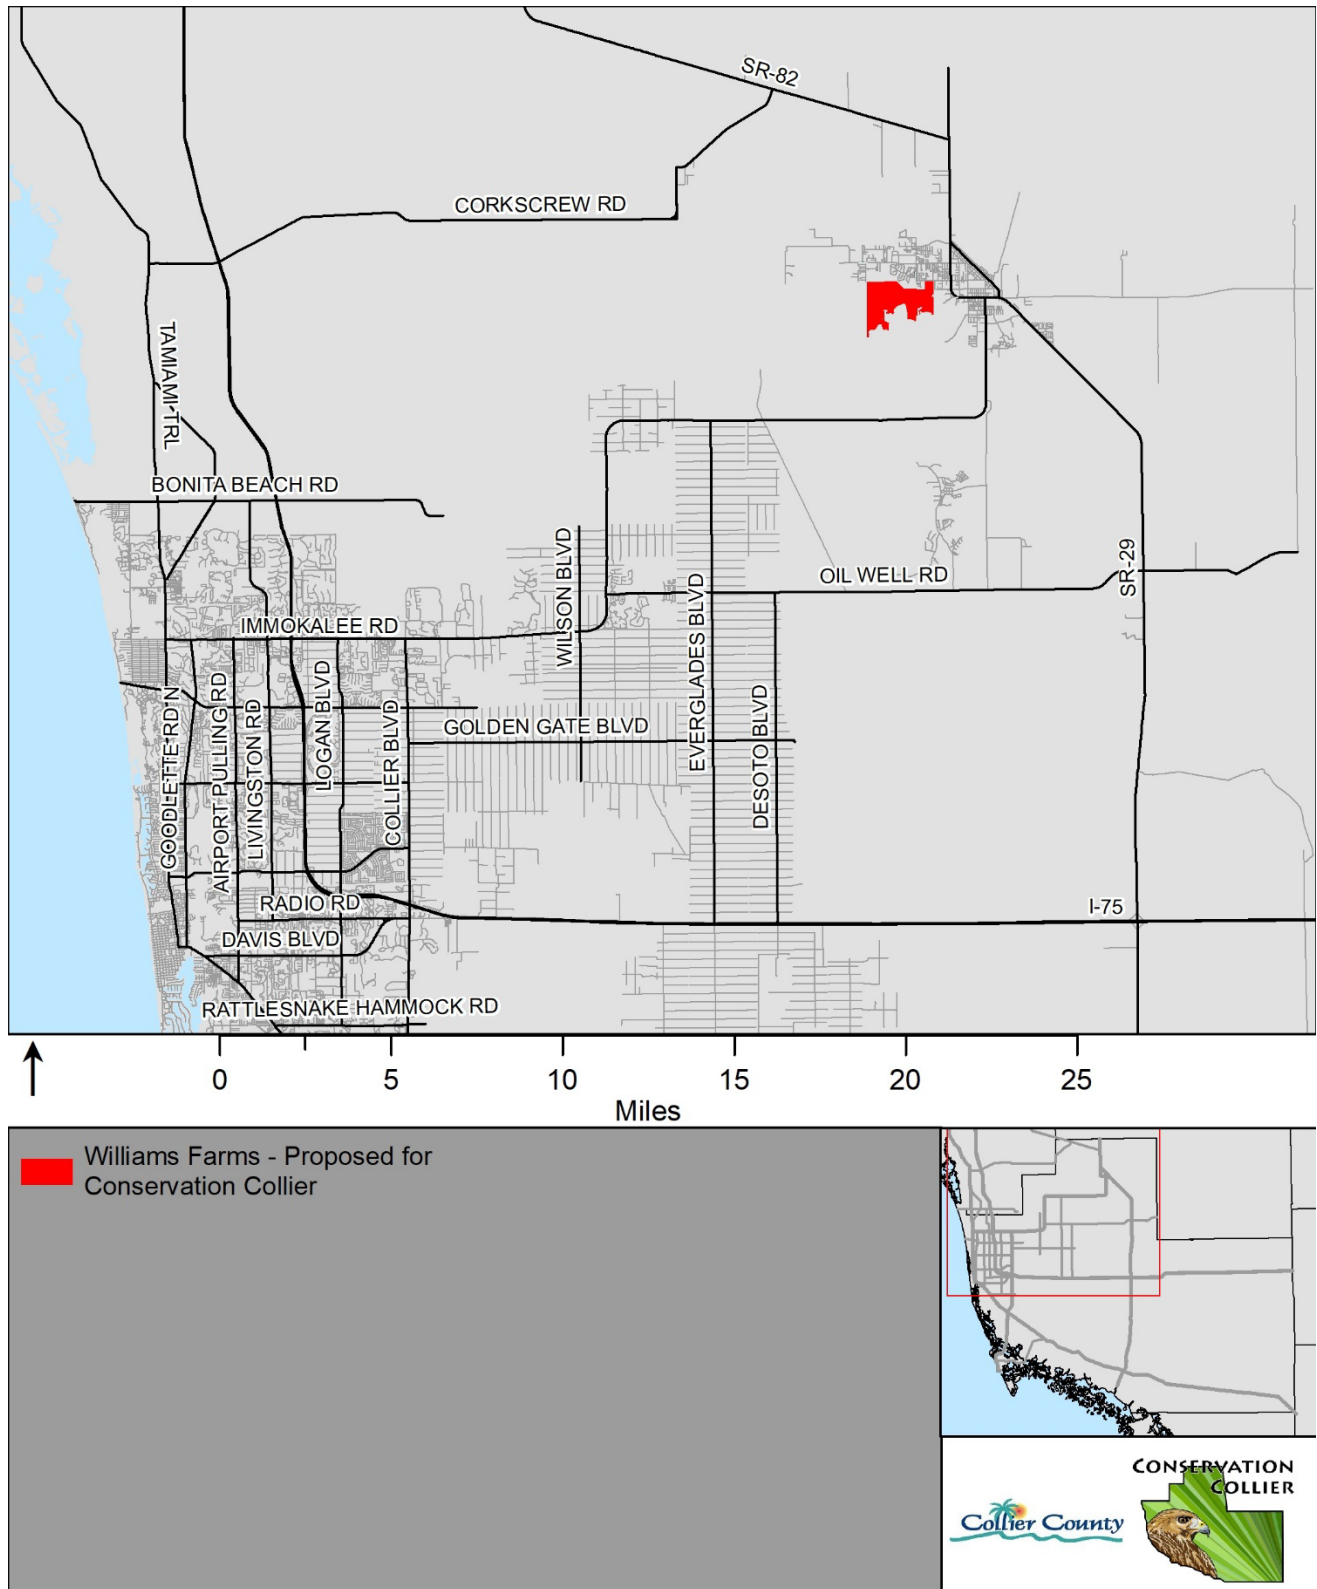 SR-82
CORKSCREW RD
TAMIAMI TRL
BONITA BEACH RD
WILSON BLVD
OIL WELL RD
SR-29
EVERGLADES BLVD
IMMOKALEE RD
GOODLETTE RD N
AIRPORT PULLING RD
LIVINGSTON RD
LOGAN BLVD
COLLIER BLVD
GOLDEN GATE BLVD
DESOTO BLVD
RADIO RD
I-75
DAVIS BLVD
RATTLESNAKE HAMMOCK RD
0 5 10 15 20 25
Miles
Williams Farms - Proposed for
Conservation Collier
CONSERVATION
COLLIER
Collier County